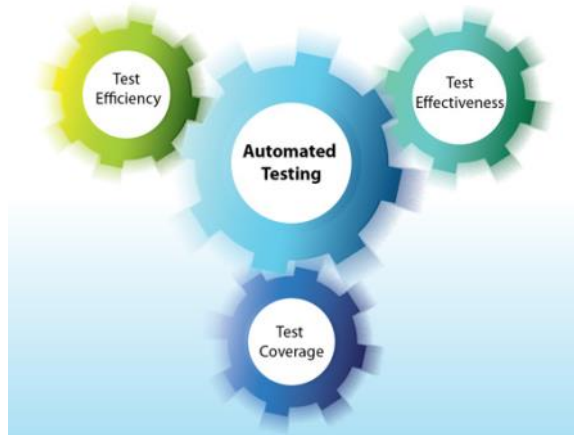 Test
Efficiency
Automated
Testing
Test
Effectiveness
Test
Coverage